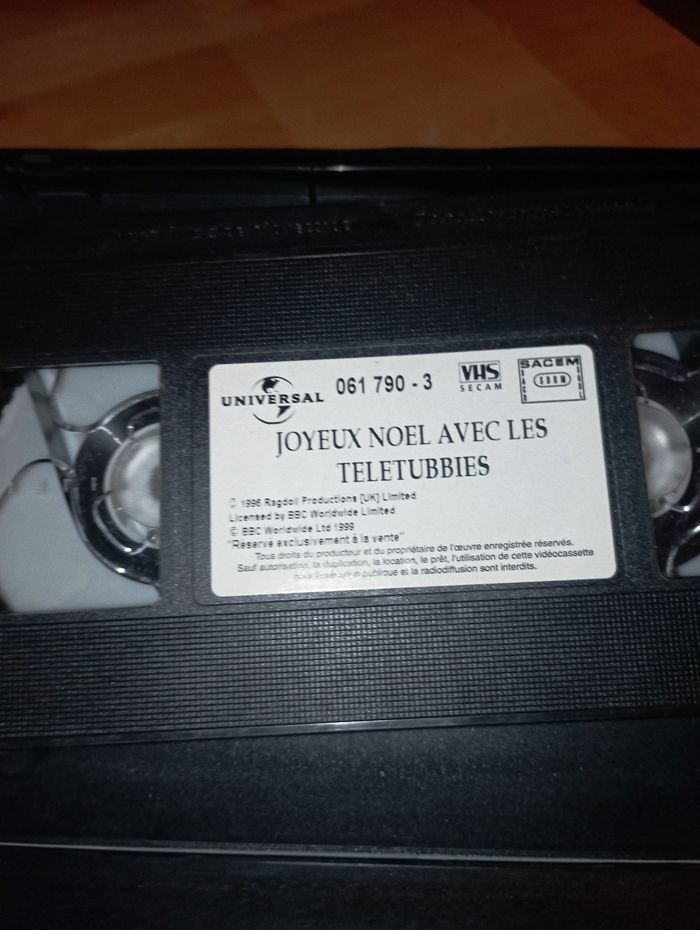 UNIVERSAL
061 790 - 3
VHS
SECAM
SACEM
SDRM
JOYEUX NOEL AVEC LES
TELETUBBIES
© 1996 Ragdoll Productions [UK] Limited
Licensed by BBC Worldwide Limited
© BBC Worldwide Ltd 1999
"Réservé exclusivement à la vente"
Tous droits du producteur et du propriétaire de l'œuvre enregistrée réservés.
Sauf autorisation, la duplication, la location, le prêt, l'utilisation de cette vidéocassette
publique et la radiodiffusion sont interdits.